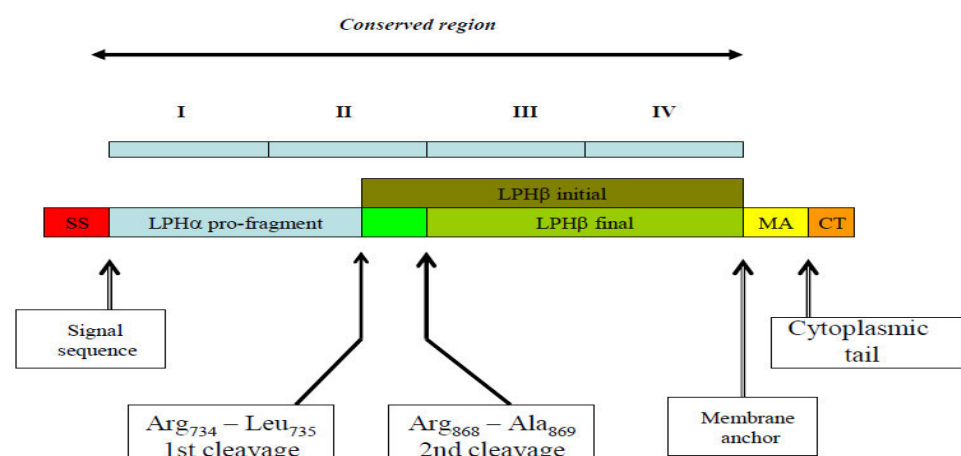 Conserved region
I II III IV
LPHβ initial
SS LPHα pro-fragment LPHβ final MA CT
Signal
sequence
Cytoplasmic
tail
Arg734 – Leu735
1st cleavage
Arg868 – Ala869
2nd cleavage
Membrane
anchor